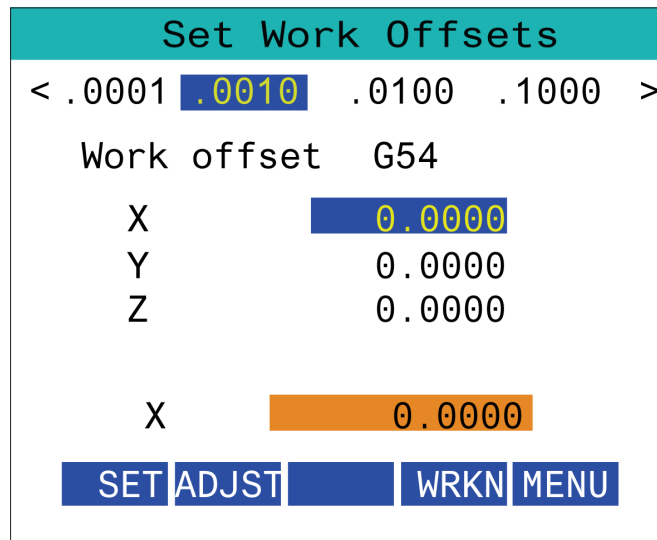 Set Work Offsets
< .0001 .0010 .0100 .1000 >
Work offset G54
X 0.0000
Y 0.0000
Z 0.0000
X 0.0000
SET ADJST WRKN MENU